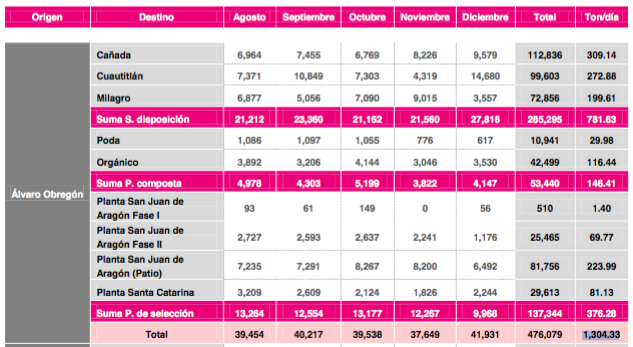 Origen Destino Agosto Septiembre Octubre Noviembre Diciembre Total Ton/día
Cañada 6,964 7,455 6,769 8,226 9,579 112,836 309.14
Cuautitlán 7,371 10,849 7,303 4,319 14,680 99,603 272.88
Milagro 6,877 5,056 7,090 9,015 3,557 72,856 199.61
Suma S. disposición 21,212 23,360 21,162 21,560 27,816 285,295 781.63
Poda 1,086 1,097 1,055 776 617 10,941 29.98
Orgánico 3,892 3,206 4,144 3,046 3,530 42,499 116.44
Suma P. composta 4,978 4,303 5,199 3,822 4,147 53,440 146.41
Álvaro Obregón
Planta San Juan de
Aragón Fase I 93 61 149 0 56 510 1.40
Planta San Juan de
Aragón Fase II 2,727 2,593 2,637 2,241 1,176 25,465 69.77
Planta San Juan de
Aragón (Patio) 7,235 7,291 8,267 8,200 6,492 81,756 223.99
Planta Santa Catarina 3,209 2,609 2,124 1,826 2,244 29,613 81.13
Suma P. de selección 13,264 12,554 13,177 12,267 9,968 137,344 376.28
Total 39,454 40,217 39,538 37,649 41,931 476,079 1,304.33